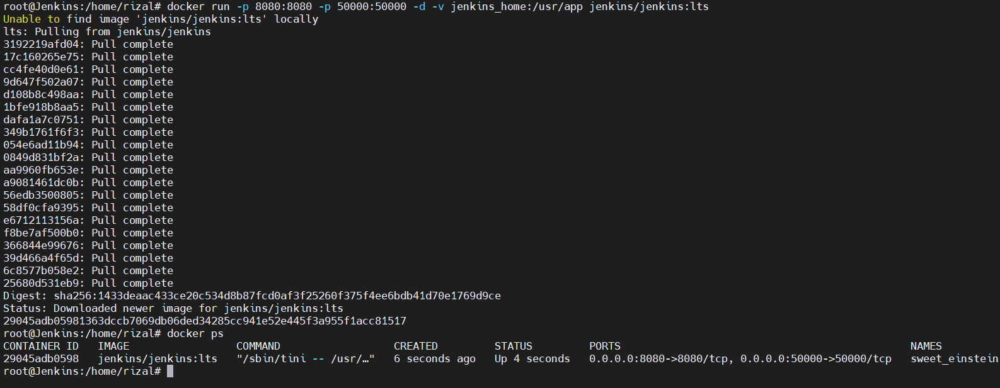 root@Jenkins:/home/rizal# docker run -p 8080:8080 -p 50000:50000 -d -v jenkins_home:/usr/app jenkins/jenkins:lts
Unable to find image 'jenkins/jenkins:lts' locally
lts: Pulling from jenkins/jenkins
3192219afd04: Pull complete
17c160265e75: Pull complete
cc4fe40d0e61: Pull complete
9d647f502a07: Pull complete
d108b8c498aa: Pull complete
1bfe918b8aa5: Pull complete
dafa1a7c0751: Pull complete
349b1761f6f3: Pull complete
054e6ad11b94: Pull complete
0849d831bf2a: Pull complete
aa9960fb653e: Pull complete
a9081461dc0b: Pull complete
56edb3500805: Pull complete
58df0cfa9395: Pull complete
e6712113156a: Pull complete
f8be7af500b0: Pull complete
366844e99676: Pull complete
39d466a4f65d: Pull complete
6c8577b058e2: Pull complete
25680d531eb9: Pull complete
Digest: sha256:1433deaac433ce20c534d8b87fcd0af3f25260f375f4ee6bdb41d70e1769d9ce
Status: Downloaded newer image for jenkins/jenkins:lts
29045adb05981363dccb7069db06ded34285cc941e52e445f3a955f1acc81517
root@Jenkins:/home/rizal# docker ps
CONTAINER ID   IMAGE                 COMMAND                  CREATED         STATUS         PORTS                                              NAMES
29045adb0598   jenkins/jenkins:lts   "/sbin/tini -- /usr/…"   6 seconds ago   Up 4 seconds   0.0.0.0:8080->8080/tcp, 0.0.0.0:50000->50000/tcp   sweet_einstein
root@Jenkins:/home/rizal#